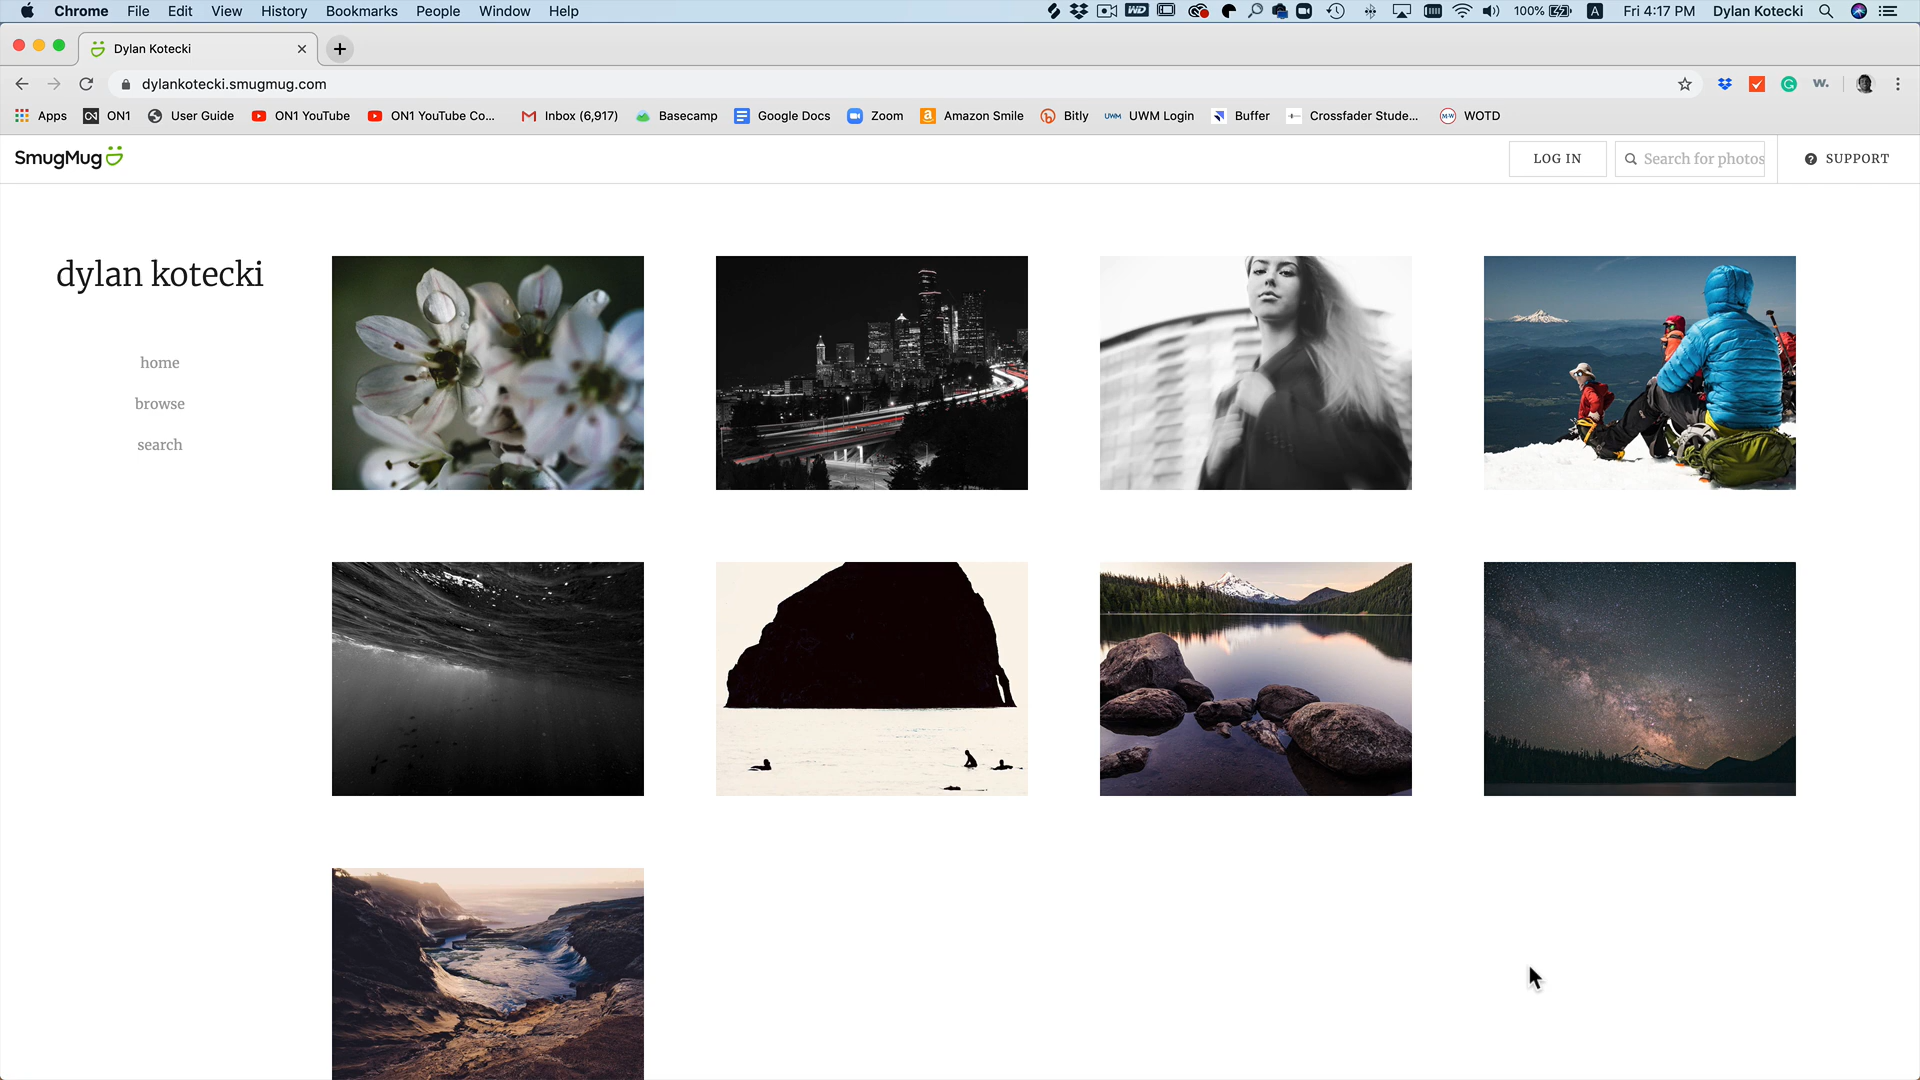 Chrome File Edit View History Bookmarks People Window Help 100% A Fri 4:17 PM Dylan Kotecki
Dylan Kotecki
dylankotecki.smugmug.com
Apps ON1 User Guide ON1 YouTube ON1 YouTube Co... Inbox (6,917) Basecamp Google Docs Zoom Amazon Smile Bitly UWM UWM Login Buffer Crossfader Stude... WOTD
SmugMug LOG IN Search for photos SUPPORT
dylan kotecki
home
browse
search